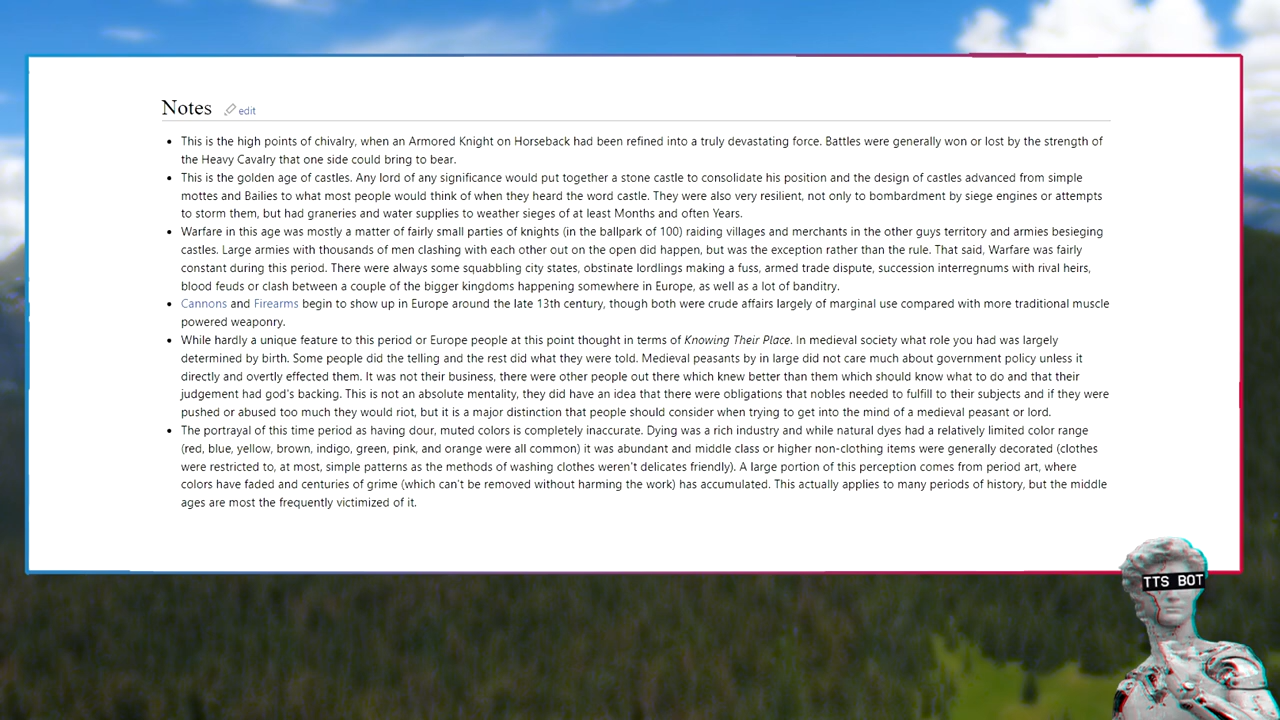 Notes edit
This is the high points of chivalry, when an Armored Knight on Horseback had been refined into a truly devastating force. Battles were generally won or lost by the strength of
the Heavy Cavalry that one side could bring to bear.
This is the golden age of castles. Any lord of any significance would put together a stone castle to consolidate his position and the design of castles advanced from simple
mottes and Bailies to what most people would think of when they heard the word castle. They were also very resilient, not only to bombardment by siege engines or attempts
to storm them, but had graneries and water supplies to weather sieges of at least Months and often Years.
Warfare in this age was mostly a matter of fairly small parties of knights (in the ballpark of 100) raiding villages and merchants in the other guys territory and armies besieging
castles. Large armies with thousands of men clashing with each other out on the open did happen, but was the exception rather than the rule. That said, Warfare was fairly
constant during this period. There were always some squabbling city states, obstinate lordlings making a fuss, armed trade dispute, succession interregnums with rival heirs,
blood feuds or clash between a couple of the bigger kingdoms happening somewhere in Europe, as well as a lot of banditry.
Cannons and Firearms begin to show up in Europe around the late 13th century, though both were crude affairs largely of marginal use compared with more traditional muscle
powered weaponry.
While hardly a unique feature to this period or Europe people at this point thought in terms of Knowing Their Place. In medieval society what role you had was largely
determined by birth. Some people did the telling and the rest did what they were told. Medieval peasants by in large did not care much about government policy unless it
directly and overtly effected them. It was not their business, there were other people out there which knew better than them which should know what to do and that their
judgement had god's backing. This is not an absolute mentality, they did have an idea that there were obligations that nobles needed to fulfill to their subjects and if they were
pushed or abused too much they would riot, but it is a major distinction that people should consider when trying to get into the mind of a medieval peasant or lord.
The portrayal of this time period as having dour, muted colors is completely inaccurate. Dying was a rich industry and while natural dyes had a relatively limited color range
(red, blue, yellow, brown, indigo, green, pink, and orange were all common) it was abundant and middle class or higher non-clothing items were generally decorated (clothes
were restricted to, at most, simple patterns as the methods of washing clothes weren't delicates friendly). A large portion of this perception comes from period art, where
colors have faded and centuries of grime (which can't be removed without harming the work) has accumulated. This actually applies to many periods of history, but the middle
ages are most the frequently victimized of it.
TTS BOT